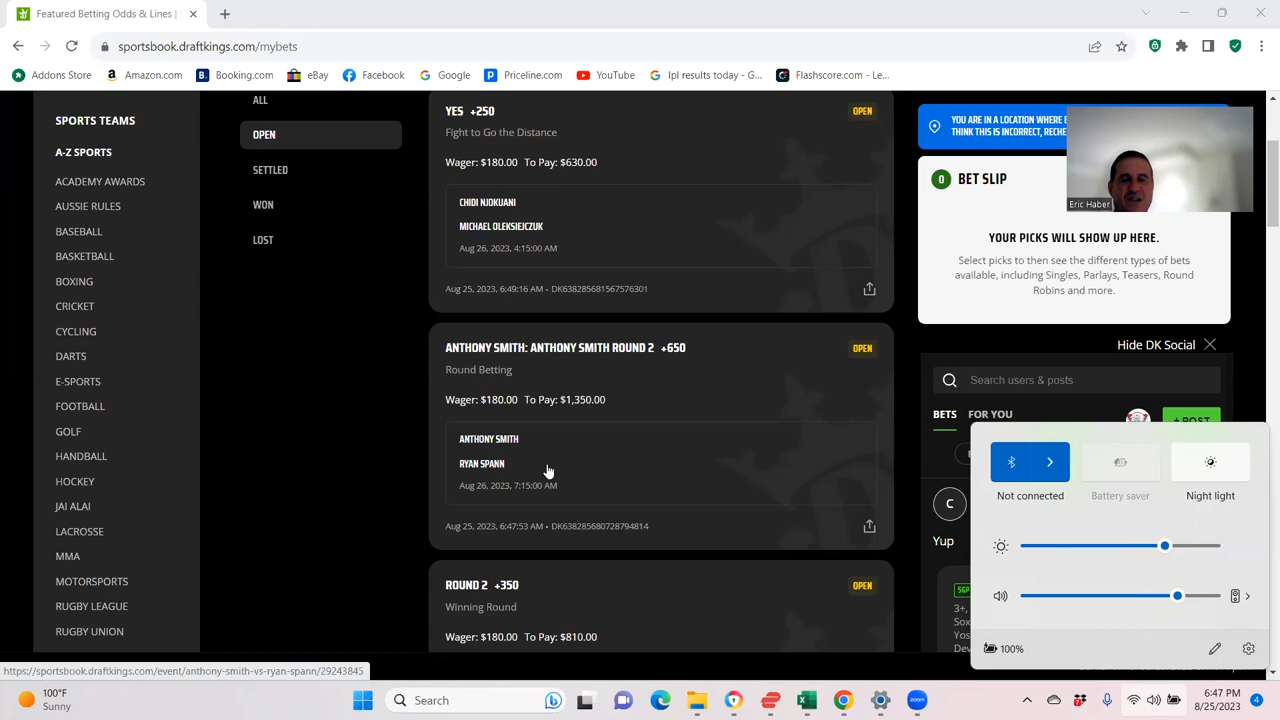 Featured Betting Odds & Lines |
sportsbook.draftkings.com/mybets
Addons Store
Amazon.com
Booking.com
eBay
Facebook
Google
Priceline.com
YouTube
Ipl results today - G...
Flashscore.com - Le...
SPORTS TEAMS
A-Z SPORTS
ACADEMY AWARDS
AUSSIE RULES
BASEBALL
BASKETBALL
BOXING
CRICKET
CYCLING
DARTS
E-SPORTS
FOOTBALL
GOLF
HANDBALL
HOCKEY
JAI ALAI
LACROSSE
MMA
MOTORSPORTS
RUGBY LEAGUE
RUGBY UNION
ALL
OPEN
SETTLED
WON
LOST
YES +250 OPEN
Fight to Go the Distance
Wager: $180.00 To Pay: $630.00
CHIDI NJOKUANI
MICHAEL OLEKSIEJCZUK
Aug 26, 2023, 4:15:00 AM
Aug 25, 2023, 6:49:16 AM • DK638285681567576301
ANTHONY SMITH: ANTHONY SMITH ROUND 2 +650 OPEN
Round Betting
Wager: $180.00 To Pay: $1,350.00
ANTHONY SMITH
RYAN SPANN
Aug 26, 2023, 7:15:00 AM
Aug 25, 2023, 6:47:53 AM • DK638285680728794814
ROUND 2 +350 OPEN
Winning Round
Wager: $180.00 To Pay: $810.00
YOU ARE IN A LOCATION WHERE
THINK THIS IS INCORRECT, RECHE
Eric Haber
0 BET SLIP
YOUR PICKS WILL SHOW UP HERE.
Select picks to then see the different types of bets
available, including Singles, Parlays, Teasers, Round
Robins and more.
Hide DK Social
Search users & posts
BETS FOR YOU
+ POST
C
Yup
SGP
3+,
Sox
Yos
Dev
Not connected
Battery saver
Night light
100%
https://sportsbook.draftkings.com/event/anthony-smith-vs-ryan-spann/29243845
100°F
Sunny
Search
zoom
6:47 PM
8/25/2023
4